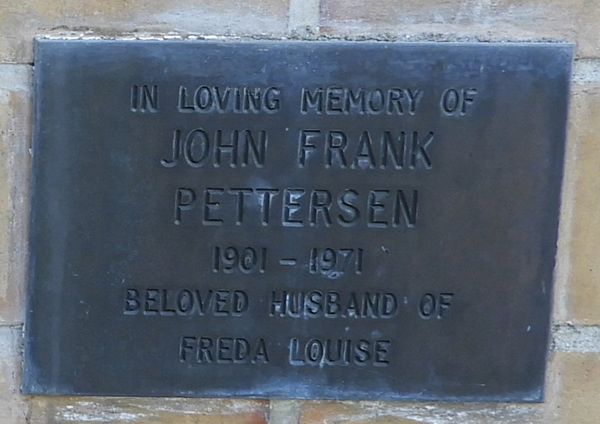 IN LOVING MEMORY OF
JOHN FRANK
PETTERSEN
1901 - 1971
BELOVED HUSBAND OF
FREDA LOUISE